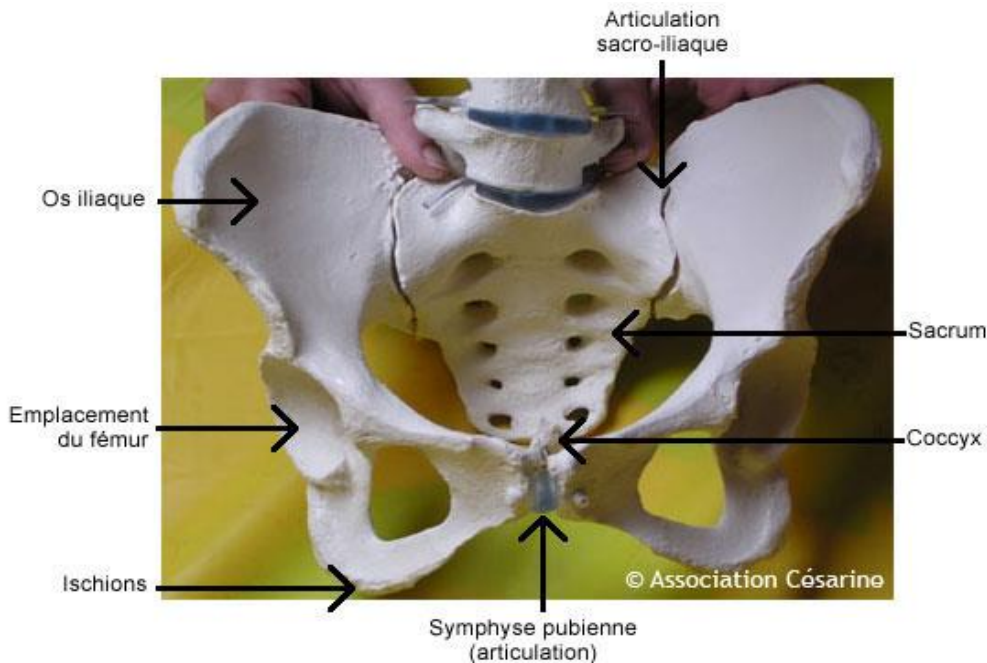 Articulation
sacro-iliaque
Os iliaque
Sacrum
Emplacement
du fémur
Coccyx
Ischions
© Association Césarine
Symphyse pubienne
(articulation)